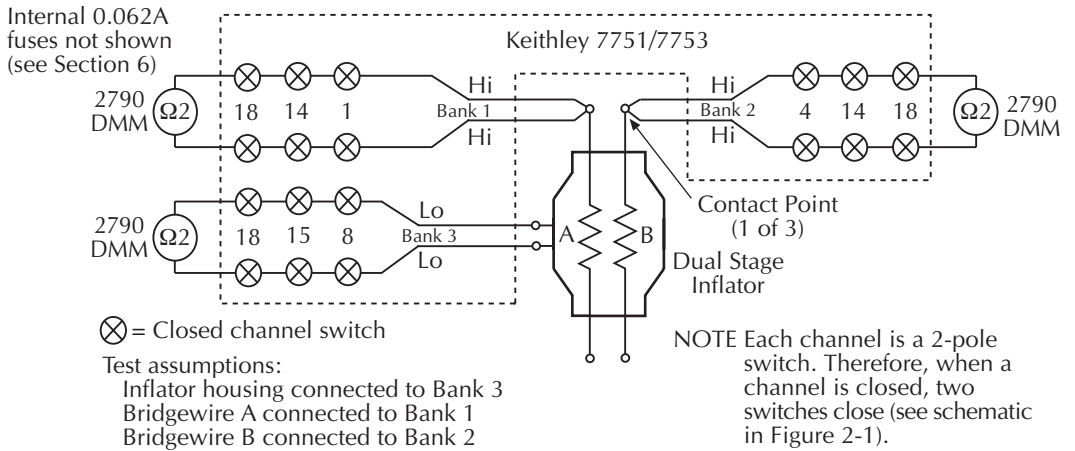 Internal 0.062A
fuses not shown
(see Section 6)
Keithley 7751/7753
2790
DMM
Ω2
18 14 1
Hi
Bank 1
Hi
Hi
Bank 2
Hi
4 14 18
Ω2
2790
DMM
2790
DMM
Ω2
18 15 8
Lo
Bank 3
Lo
A
B
Contact Point
(1 of 3)
Dual Stage
Inflator
= Closed channel switch
Test assumptions:
Inflator housing connected to Bank 3
Bridgewire A connected to Bank 1
Bridgewire B connected to Bank 2
NOTE Each channel is a 2-pole
switch. Therefore, when a
channel is closed, two
switches close (see schematic
in Figure 2-1).